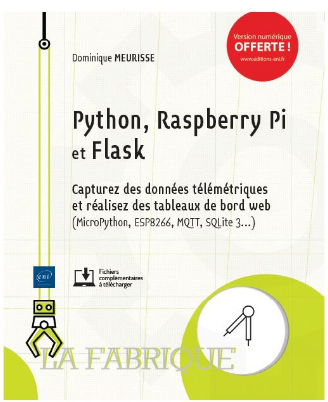 Dominique MEURISSE
Version numérique
OFFERTE !
www.editions-eni.fr
Python, Raspberry Pi
et Flask
Capturez des données télémétriques
et réalisez des tableaux de bord web
(MicroPython, ESP8266, MQTT, SQLite 3...)
eni
Fichiers
complémentaires
à télécharger
LA FABRIQUE